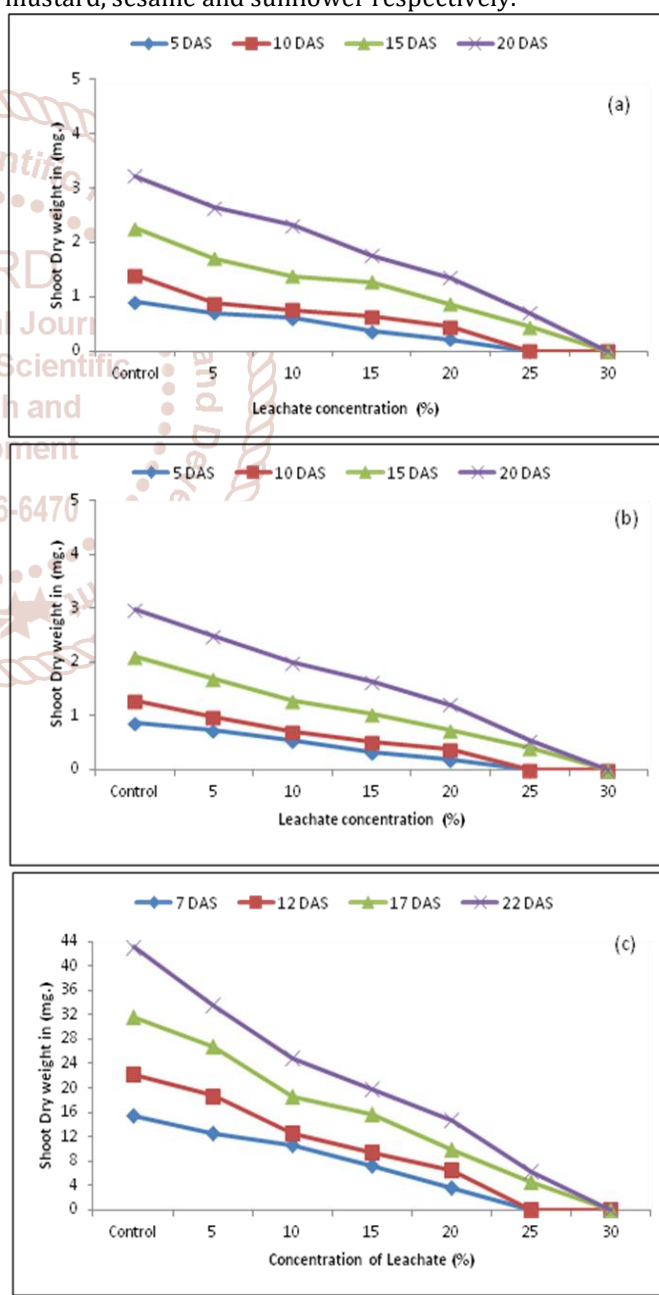 mustard, sesame and sunflower respectively.
5 DAS 10 DAS 15 DAS 20 DAS
(a)
Shoot Dry weight in (mg.)
5
4
3
2
1
0
Control 5 10 15 20 25 30
Leachate concentration (%)
5 DAS 10 DAS 15 DAS 20 DAS
(b)
Shoot Dry weight in (mg.)
5
4
3
2
1
0
Control 5 10 15 20 25 30
Leachate concentration (%)
7 DAS 12 DAS 17 DAS 22 DAS
(c)
Shoot Dry weight in (mg.)
44
40
36
32
28
24
20
16
12
8
4
0
Control 5 10 15 20 25 30
Concentration of Leachate (%)
Scientific
and
6-6470